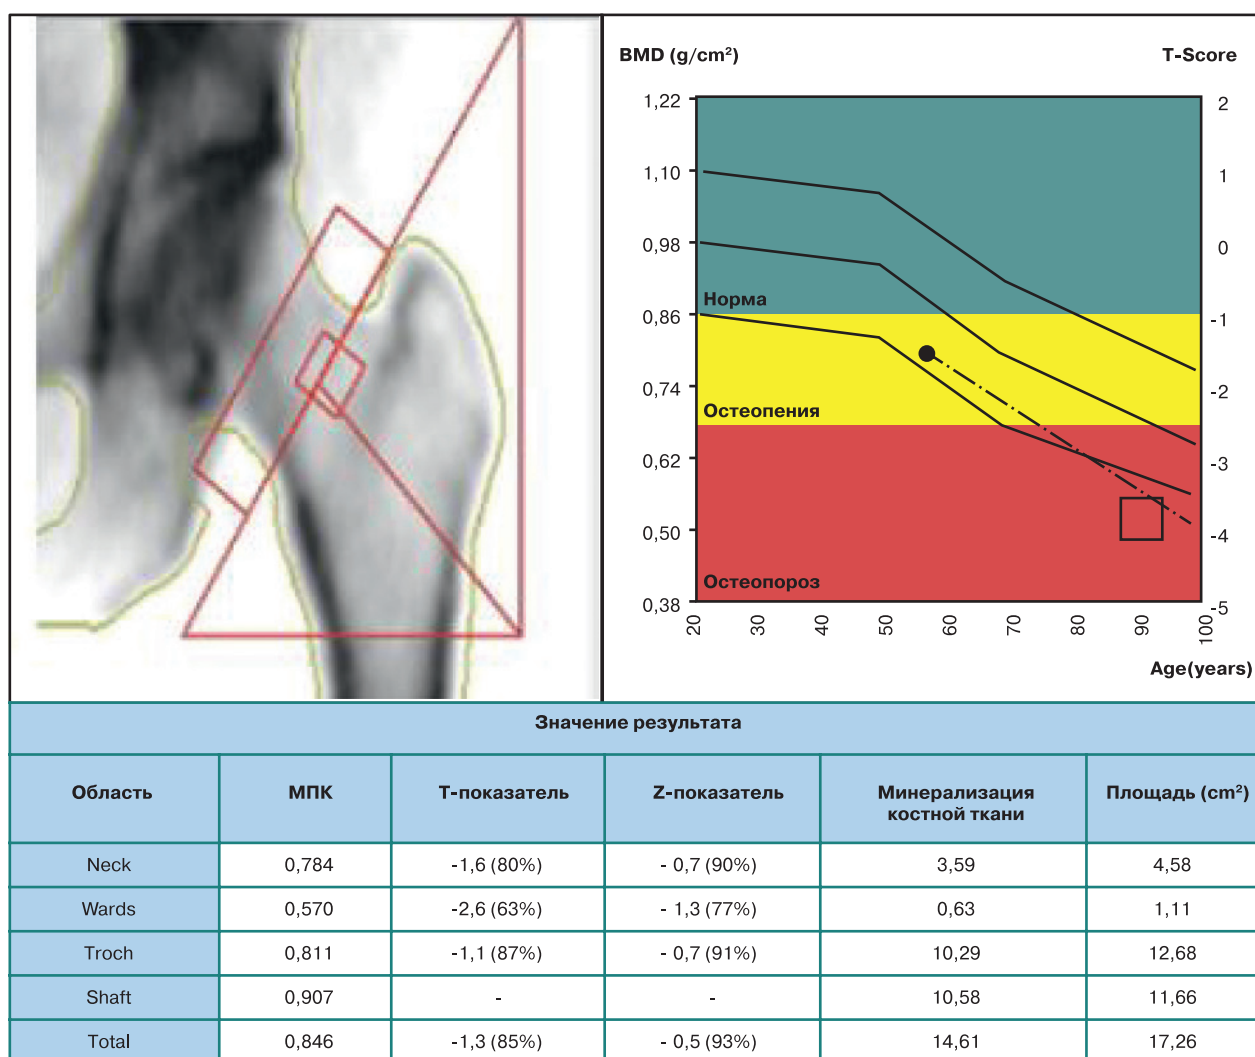 BMD (g/cm²)
T-Score
1,22
1,10
0,98
0,86
0,74
0,62
0,50
0,38
2
1
0
-1
-2
-3
-4
-5
Норма
Остеопения
Остеопороз
20
30
40
50
60
70
80
90
100
Age(years)
Значение результата
Область МПК Т-показатель Z-показатель Минерализация костной ткани Площадь (cm²)
Neck 0,784 -1,6 (80%) - 0,7 (90%) 3,59 4,58
Wards 0,570 -2,6 (63%) - 1,3 (77%) 0,63 1,11
Troch 0,811 -1,1 (87%) - 0,7 (91%) 10,29 12,68
Shaft 0,907 - - 10,58 11,66
Total 0,846 -1,3 (85%) - 0,5 (93%) 14,61 17,26